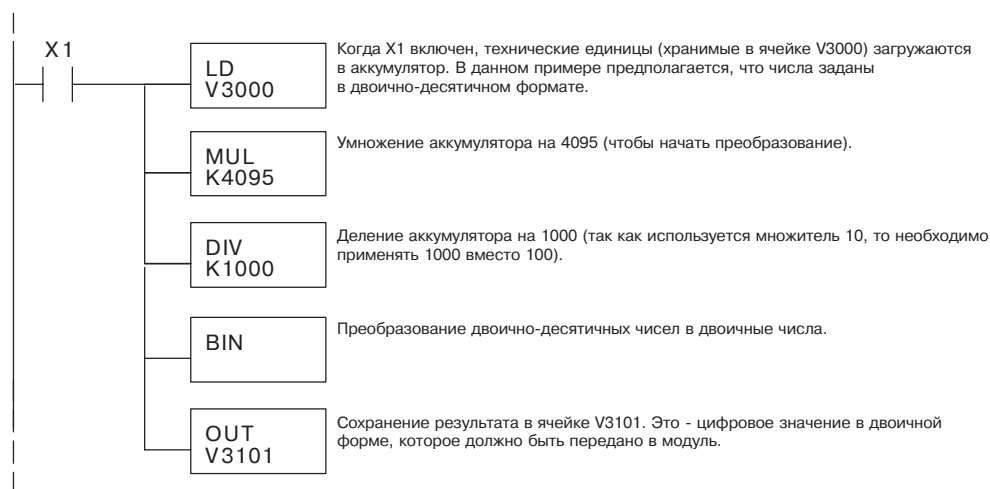 X1
LD
V3000
Когда X1 включен, технические единицы (хранимые в ячейке V3000) загружаются
в аккумулятор. В данном примере предполагается, что числа заданы
в двоично-десятичном формате.
MUL
K4095
Умножение аккумулятора на 4095 (чтобы начать преобразование).
DIV
K1000
Деление аккумулятора на 1000 (так как используется множитель 10, то необходимо
применять 1000 вместо 100).
BIN
Преобразование двоично-десятичных чисел в двоичные числа.
OUT
V3101
Сохранение результата в ячейке V3101. Это - цифровое значение в двоичной
форме, которое должно быть передано в модуль.